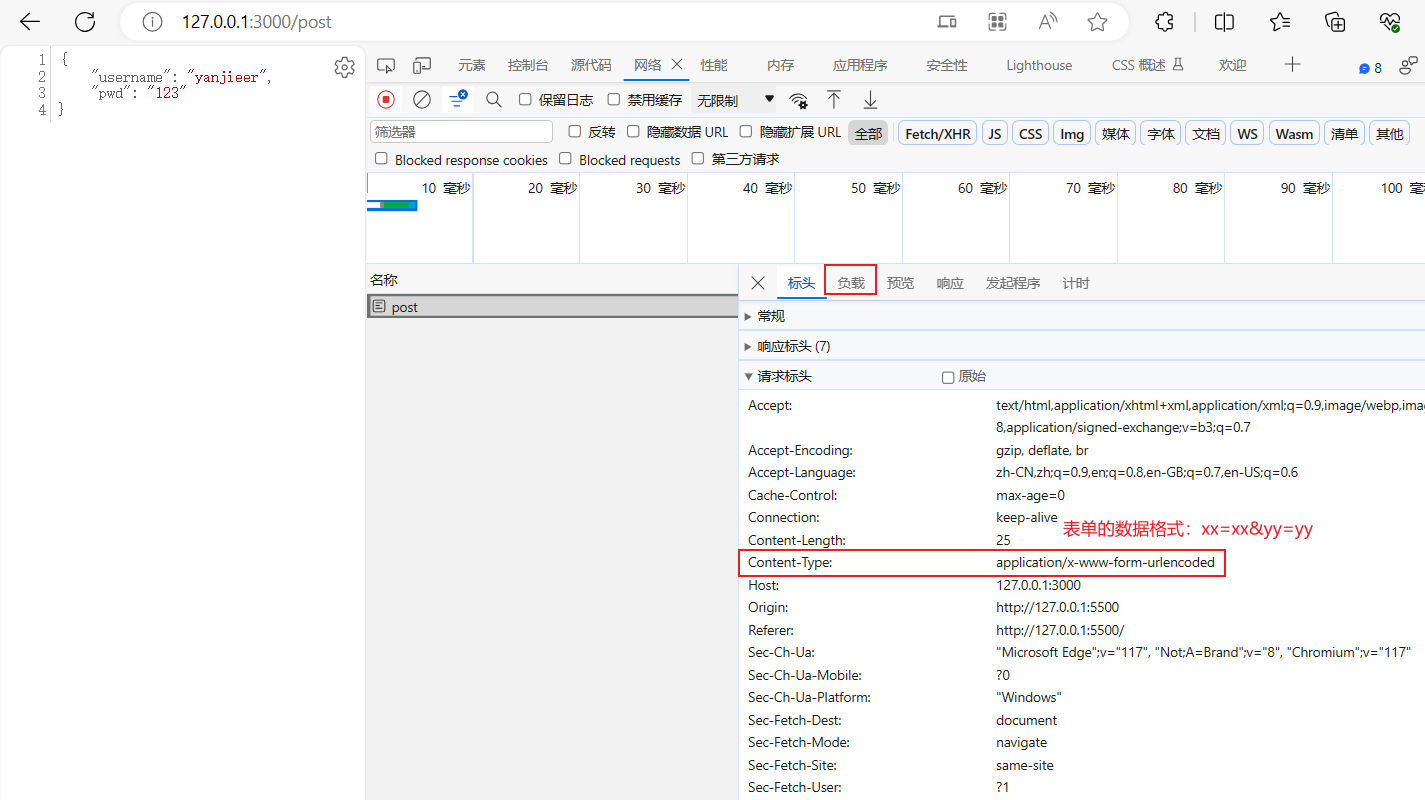 127.0.0.1:3000/post
1 {
2 "username": "yanjieer",
3 "pwd": "123"
4 }
元素 控制台 源代码 网络 性能 内存 应用程序 安全性 Lighthouse CSS 概述 欢迎 8
保留日志 禁用缓存 无限制
筛选器 反转 隐藏数据 URL 隐藏扩展 URL 全部 Fetch/XHR JS CSS Img 媒体 字体 文档 WS Wasm 清单 其他
Blocked response cookies Blocked requests 第三方请求
10 毫秒 20 毫秒 30 毫秒 40 毫秒 50 毫秒 60 毫秒 70 毫秒 80 毫秒 90 毫秒 100 毫
名称
post
标头 负载 预览 响应 发起程序 计时
常规
响应标头 (7)
请求标头 原始
Accept: text/html,application/xhtml+xml,application/xml;q=0.9,image/webp,ima
8,application/signed-exchange;v=b3;q=0.7
Accept-Encoding: gzip, deflate, br
Accept-Language: zh-CN,zh;q=0.9,en;q=0.8,en-GB;q=0.7,en-US;q=0.6
Cache-Control: max-age=0
Connection: keep-alive
表单的数据格式：xx=xx&yy=yy
Content-Length: 25
Content-Type: application/x-www-form-urlencoded
Host: 127.0.0.1:3000
Origin: http://127.0.0.1:5500
Referer: http://127.0.0.1:5500/
Sec-Ch-Ua: "Microsoft Edge";v="117", "Not;A=Brand";v="8", "Chromium";v="117"
Sec-Ch-Ua-Mobile: ?0
Sec-Ch-Ua-Platform: "Windows"
Sec-Fetch-Dest: document
Sec-Fetch-Mode: navigate
Sec-Fetch-Site: same-site
Sec-Fetch-User: ?1